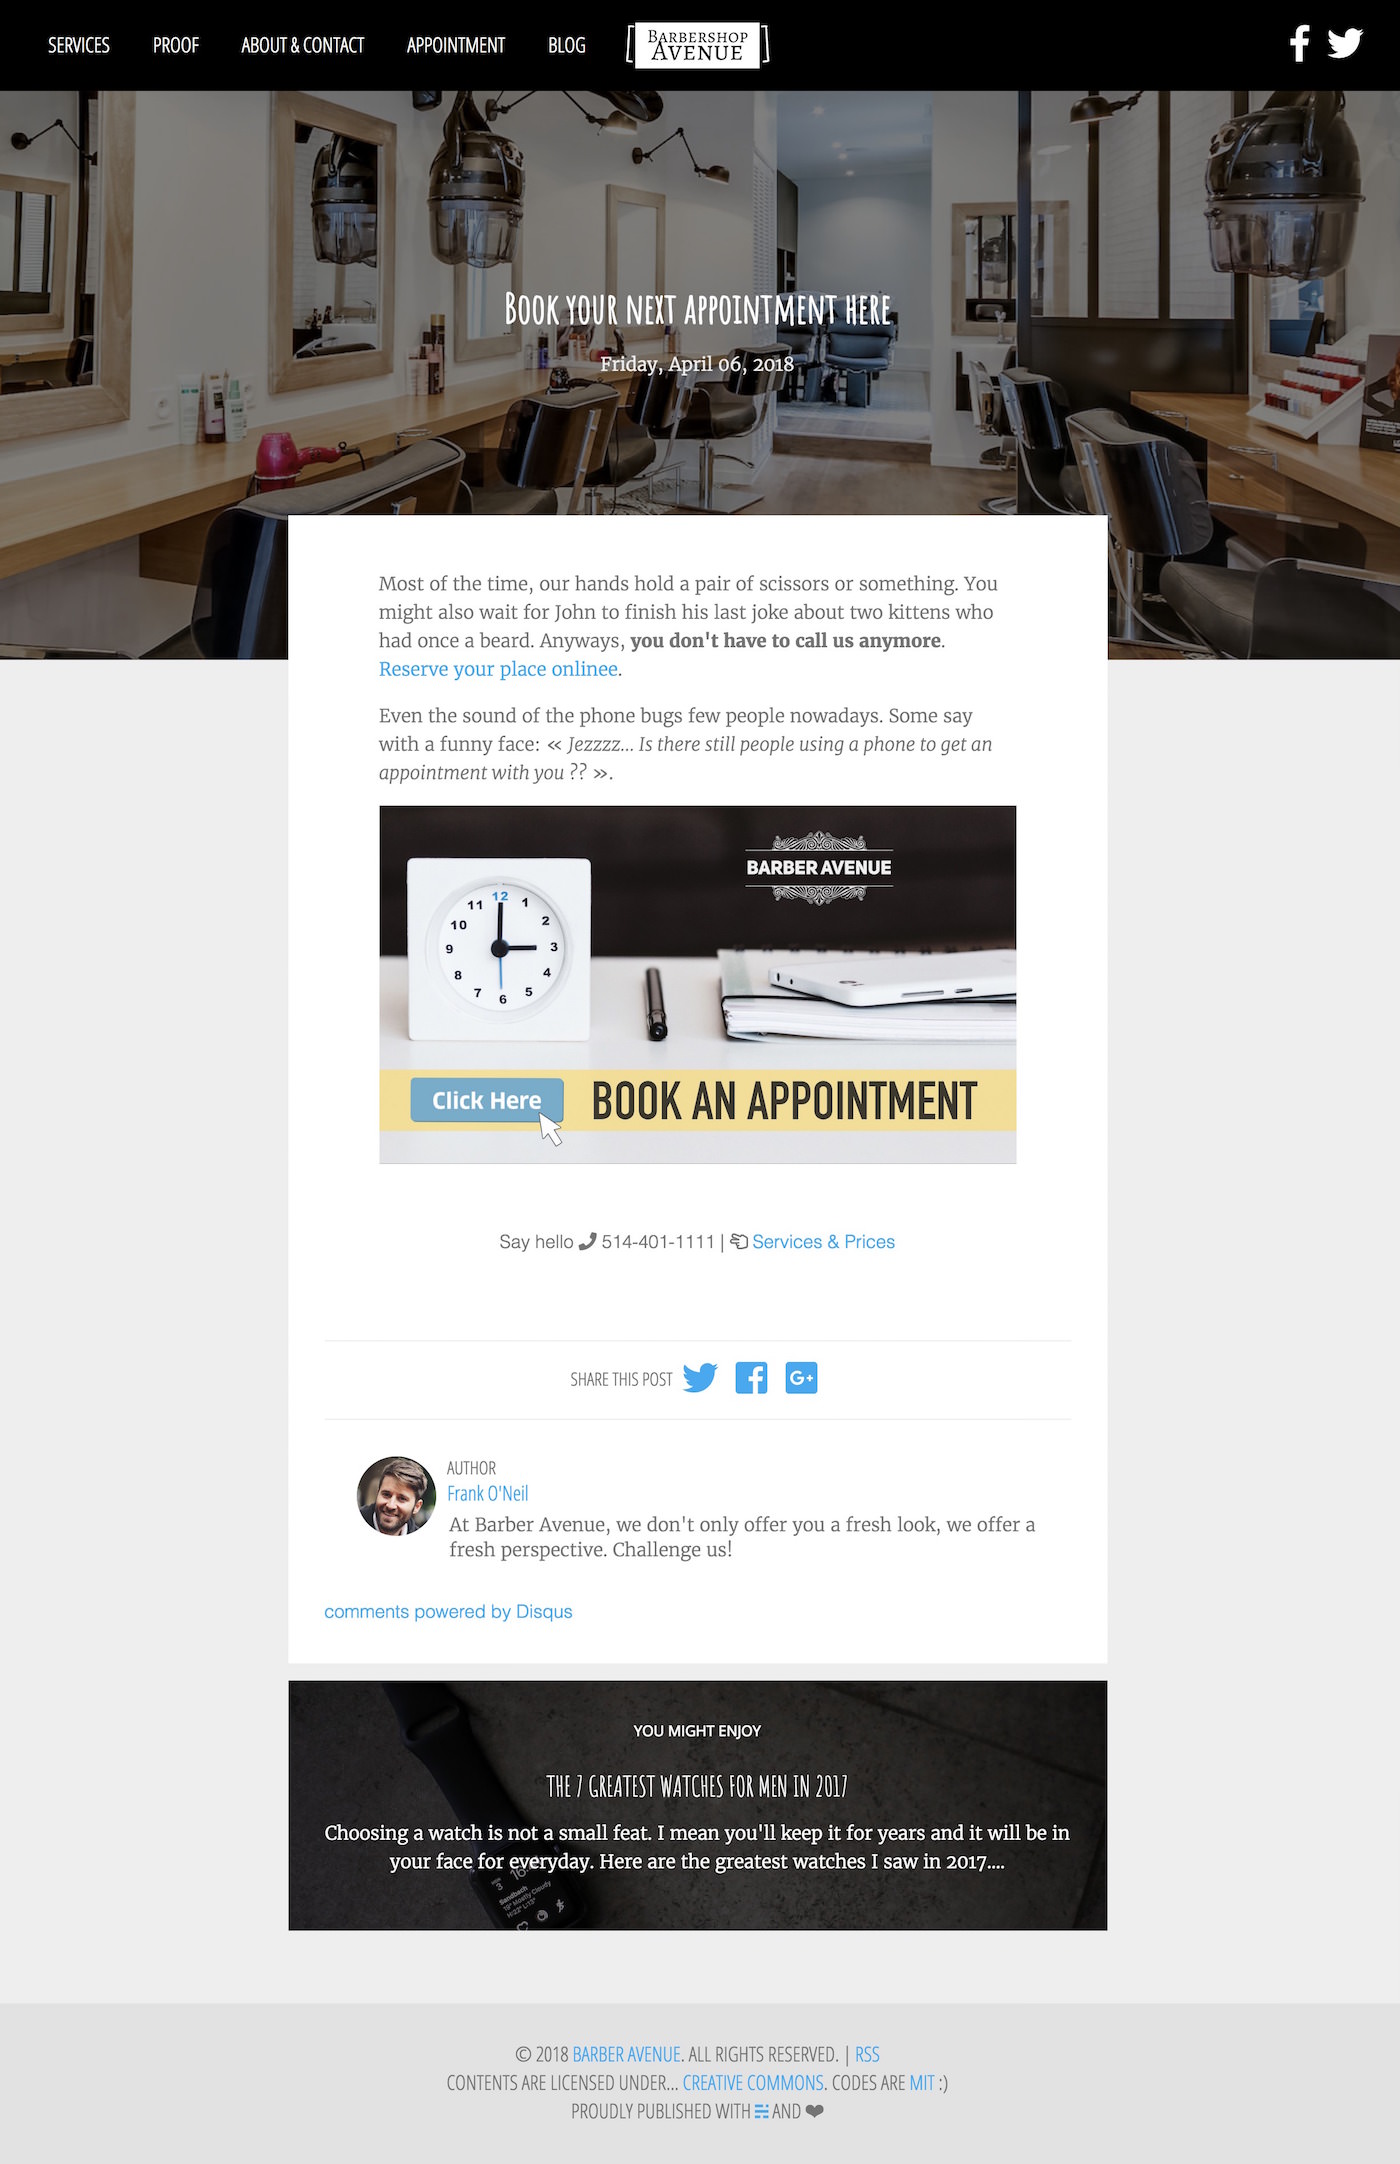 SERVICES PROOF ABOUT & CONTACT APPOINTMENT BLOG
BARBERSHOP
AVENUE
BOOK YOUR NEXT APPOINTMENT HERE
Friday, April 06, 2018
Most of the time, our hands hold a pair of scissors or something. You
might also wait for John to finish his last joke about two kittens who
had once a beard. Anyways, you don't have to call us anymore.
Reserve your place onlinee.
Even the sound of the phone bugs few people nowadays. Some say
with a funny face: « Jezzzz... Is there still people using a phone to get an
appointment with you ?? ».
BARBER AVENUE
12
1
2
3
4
5
6
7
8
9
10
11
Click Here BOOK AN APPOINTMENT
Say hello 514-401-1111 | Services & Prices
SHARE THIS POST
G+
AUTHOR
Frank O'Neil
At Barber Avenue, we don't only offer you a fresh look, we offer a
fresh perspective. Challenge us!
comments powered by Disqus
YOU MIGHT ENJOY
THE 7 GREATEST WATCHES FOR MEN IN 2017
Choosing a watch is not a small feat. I mean you'll keep it for years and it will be in
your face for everyday. Here are the greatest watches I saw in 2017....
Sandbach
19° Mostly Cloudy
H:22° L:13°
© 2018 BARBER AVENUE. ALL RIGHTS RESERVED. | RSS
CONTENTS ARE LICENSED UNDER... CREATIVE COMMONS. CODES ARE MIT :)
PROUDLY PUBLISHED WITH AND ❤